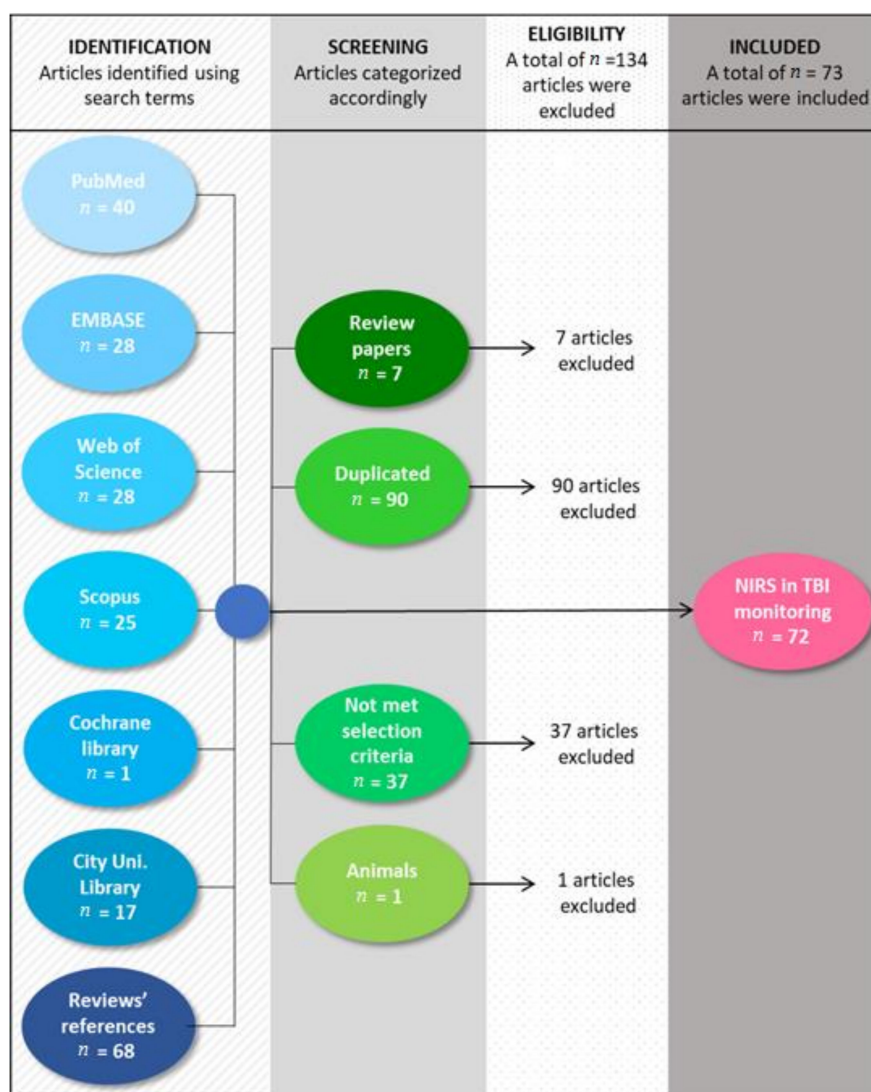 IDENTIFICATION
Articles identified using
search terms
SCREENING
Articles categorized
accordingly
ELIGIBILITY
A total of n =134
articles were
excluded
INCLUDED
A total of n = 73
articles were included
PubMed
n = 40
EMBASE
n = 28
Web of
Science
n = 28
Scopus
n = 25
Cochrane
library
n = 1
City Uni.
Library
n = 17
Reviews'
references
n = 68
Review
papers
n = 7
Duplicated
n = 90
Not met
selection
criteria
n = 37
Animals
n = 1
7 articles
excluded
90 articles
excluded
37 articles
excluded
1 articles
excluded
NIRS in TBI
monitoring
n = 72